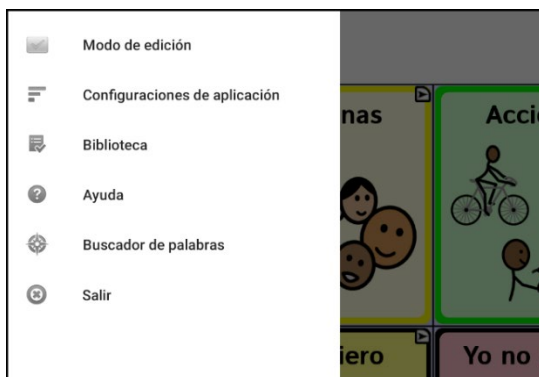 Modo de edición
Configuraciones de aplicación
Biblioteca
Ayuda
Buscador de palabras
Salir
nas
Acci
iero
Yo no